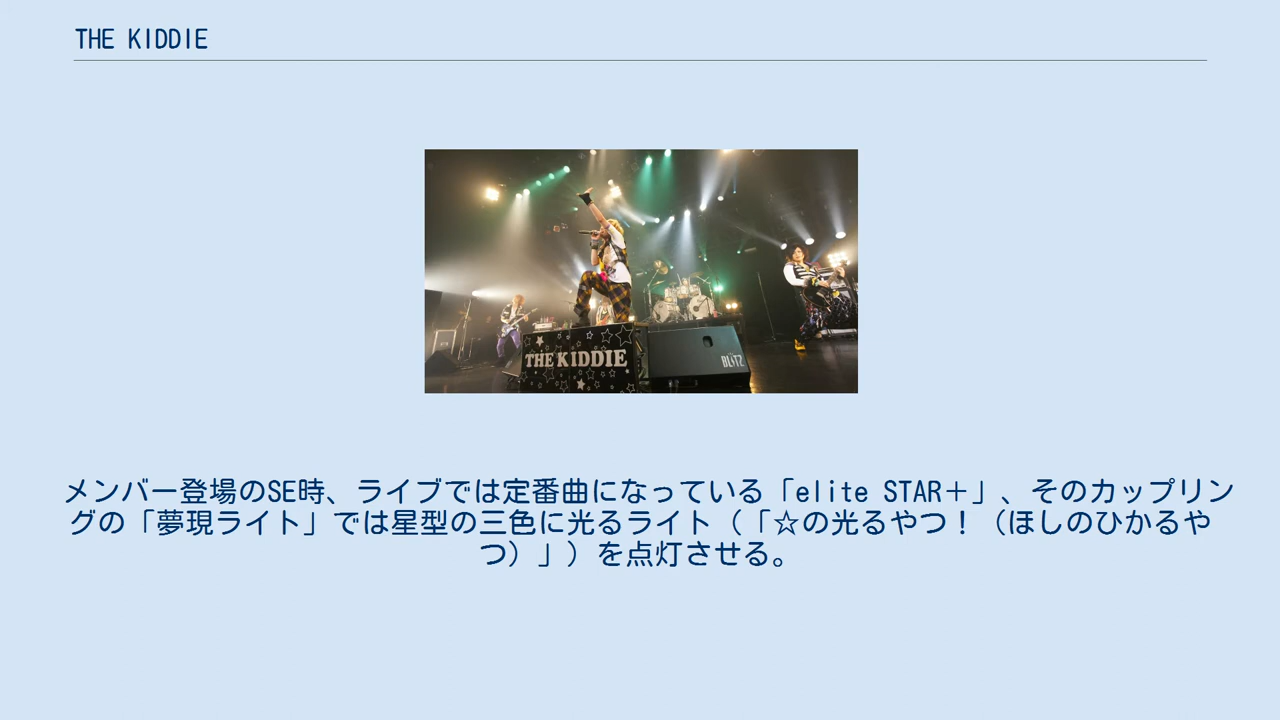 THE KIDDIE
THE KIDDIE
BLITZ
メンバー登場のSE時、ライブでは定番曲になっている「elite STAR＋」、そのカップリン
グの「夢現ライト」では星型の三色に光るライト（「☆の光るやつ！（ほしのひかるや
つ）」）を点灯させる。